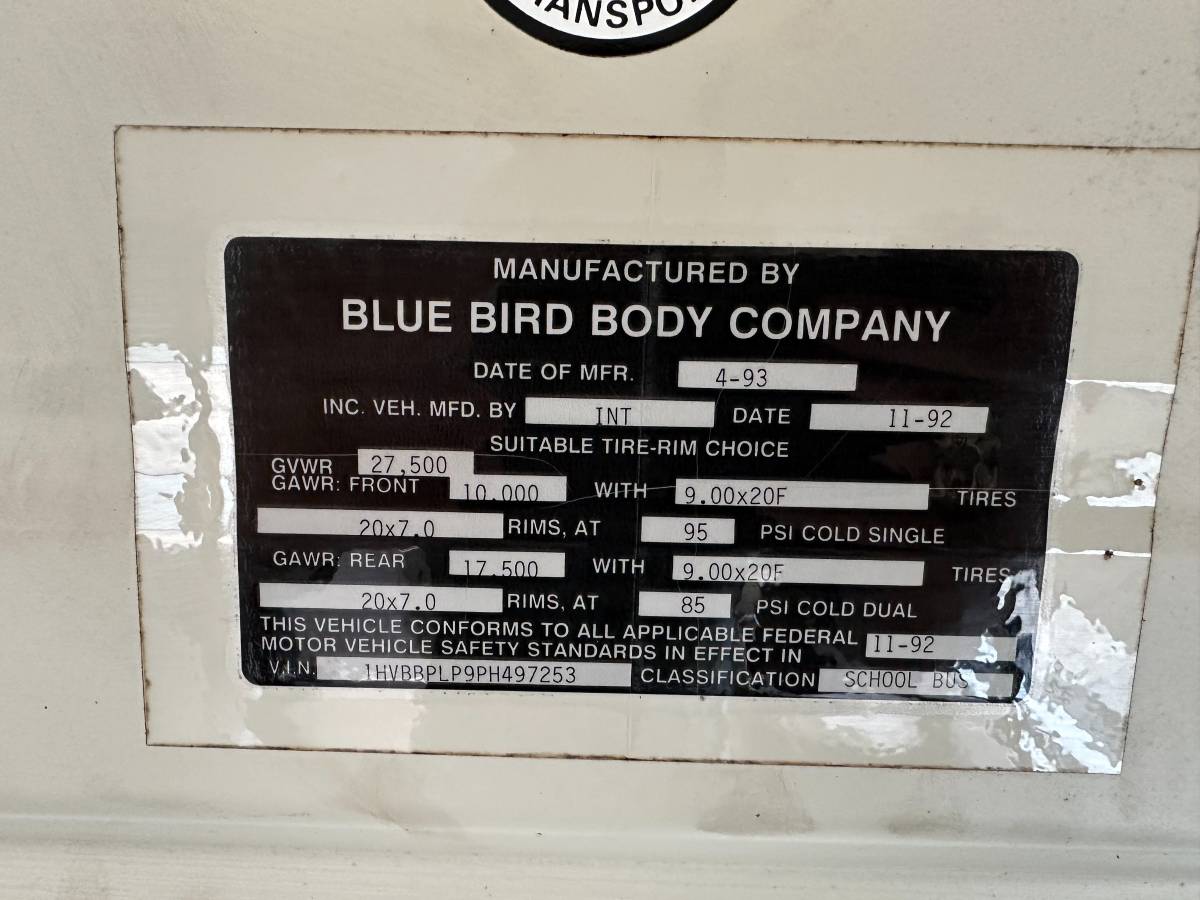 TRANSPO
MANUFACTURED BY
BLUE BIRD BODY COMPANY
DATE OF MFR. 4-93
INC. VEH. MFD. BY INT DATE 11-92
SUITABLE TIRE-RIM CHOICE
GVWR 27,500
GAWR: FRONT 10,000 WITH 9.00x20F TIRES
20x7.0 RIMS, AT 95 PSI COLD SINGLE
GAWR: REAR 17,500 WITH 9.00x20F TIRES
20x7.0 RIMS, AT 85 PSI COLD DUAL
THIS VEHICLE CONFORMS TO ALL APPLICABLE FEDERAL
MOTOR VEHICLE SAFETY STANDARDS IN EFFECT IN 11-92
V.I.N. 1HVBBPLP9PH497253 CLASSIFICATION SCHOOL BUS